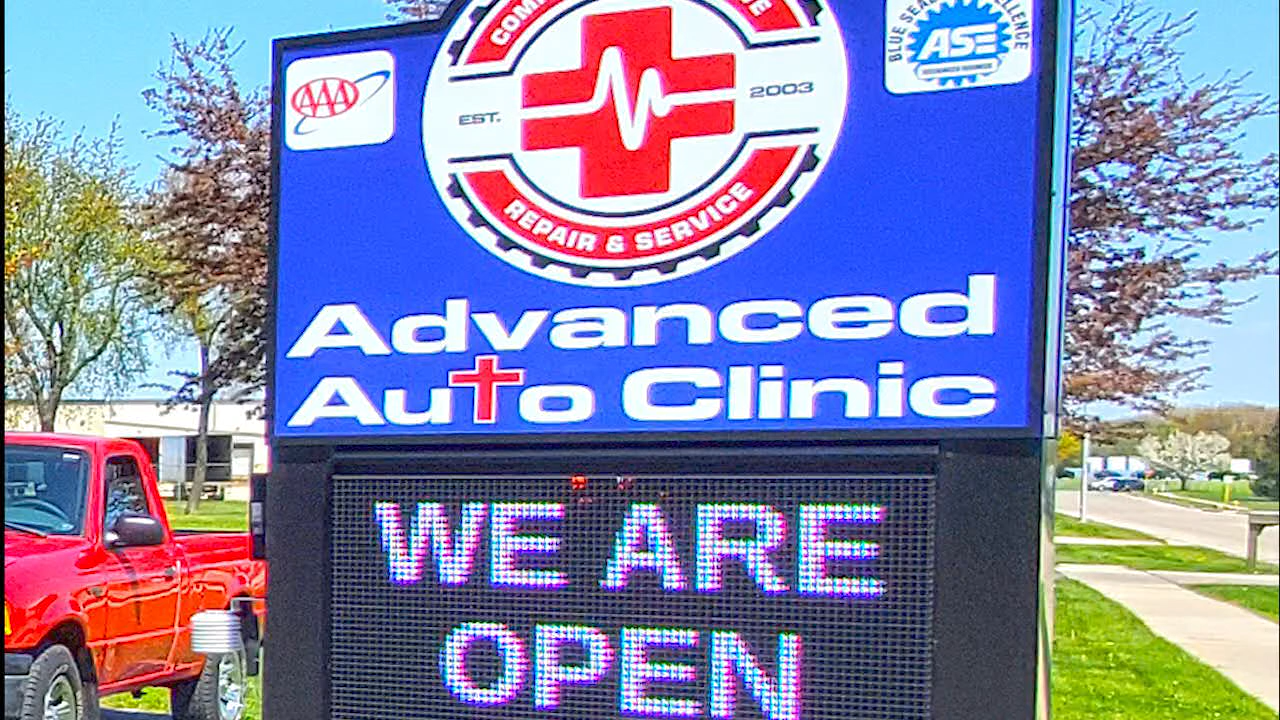 AAA
EST.
2003
REPAIR & SERVICE
ASE
Advanced
Auto Clinic
WE ARE
OPEN